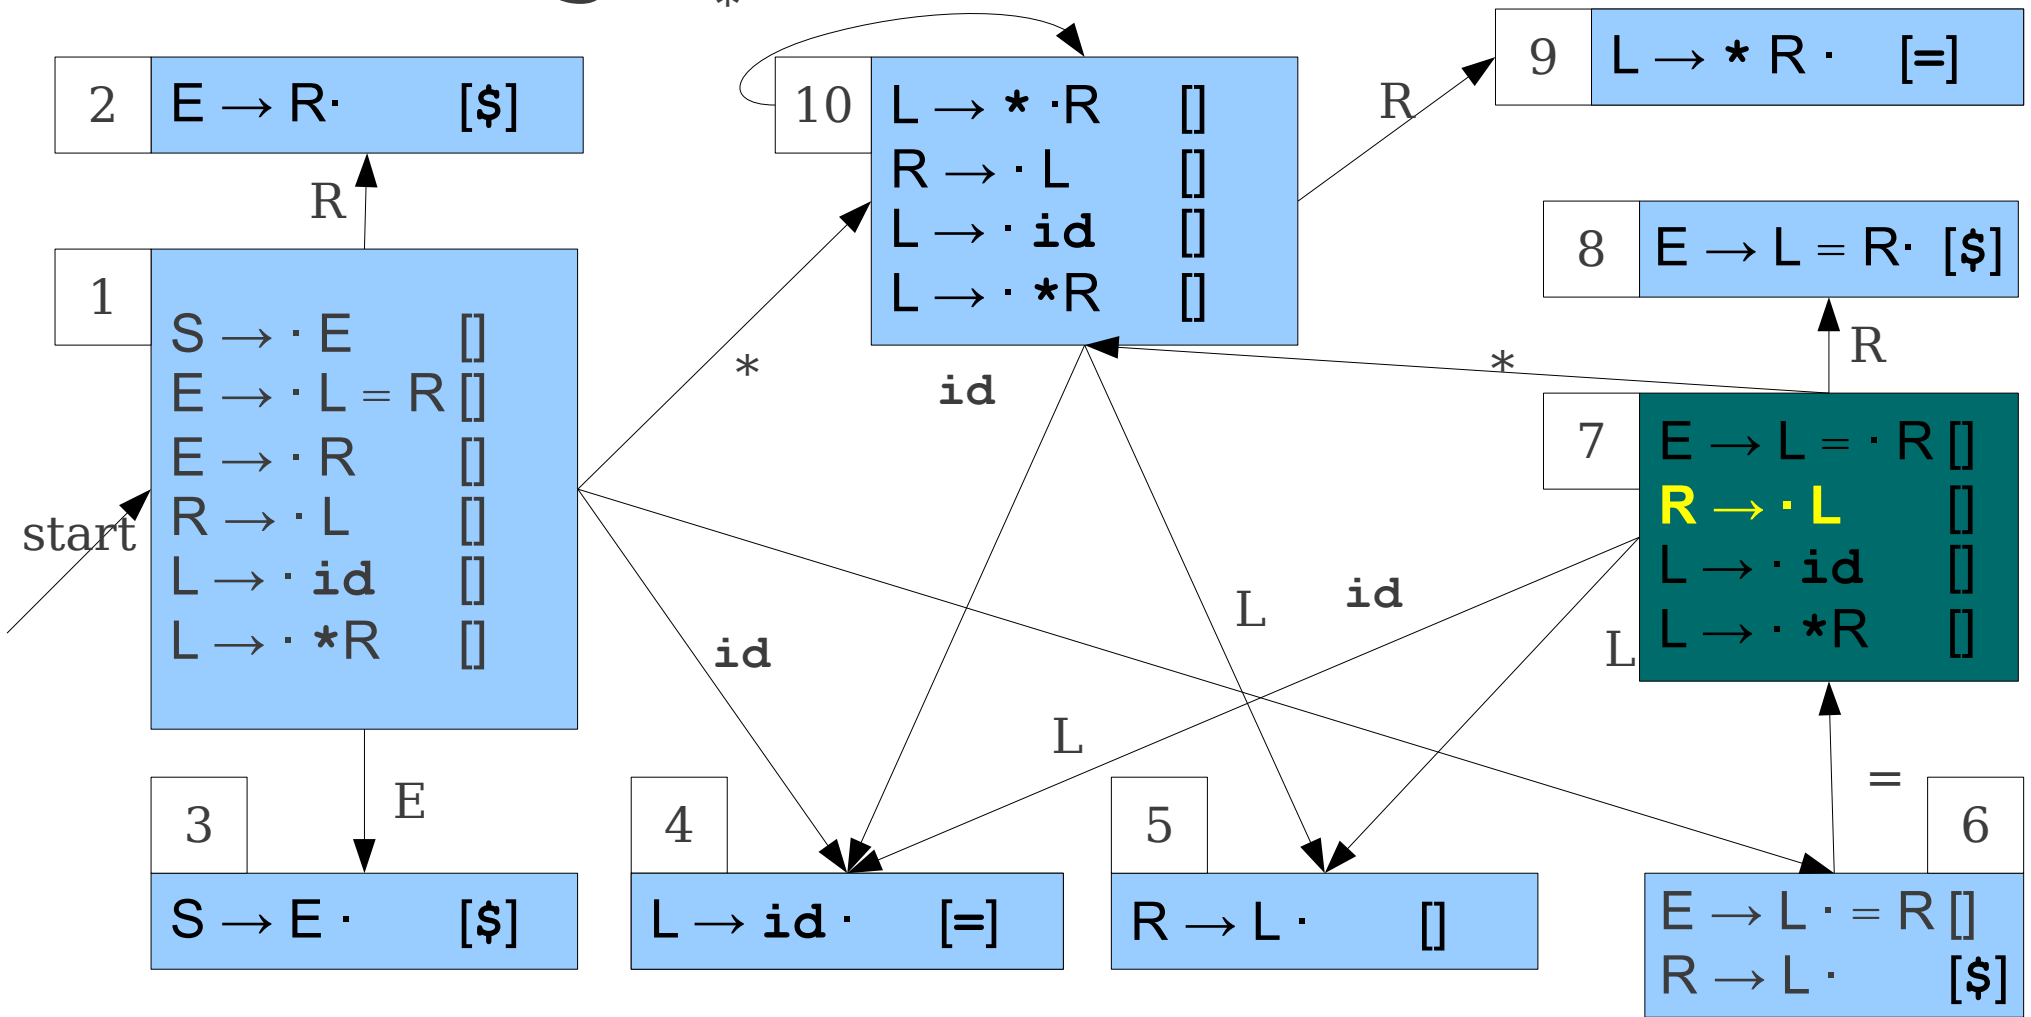 *
2
E → R· [$]
10
L → * ·R []
R → · L []
L → · id []
L → · *R []
R
9
L → * R · [=]
R
1
S → · E []
E → · L = R []
E → · R []
R → · L []
L → · id []
L → · *R []
start
*
id
*
8
E → L = R· [$]
R
7
E → L = · R []
R → · L []
L → · id []
L → · *R []
id
L
id
L
L
E
=
3
S → E · [$]
4
L → id · [=]
5
R → L · []
6
E → L · = R []
R → L · [$]